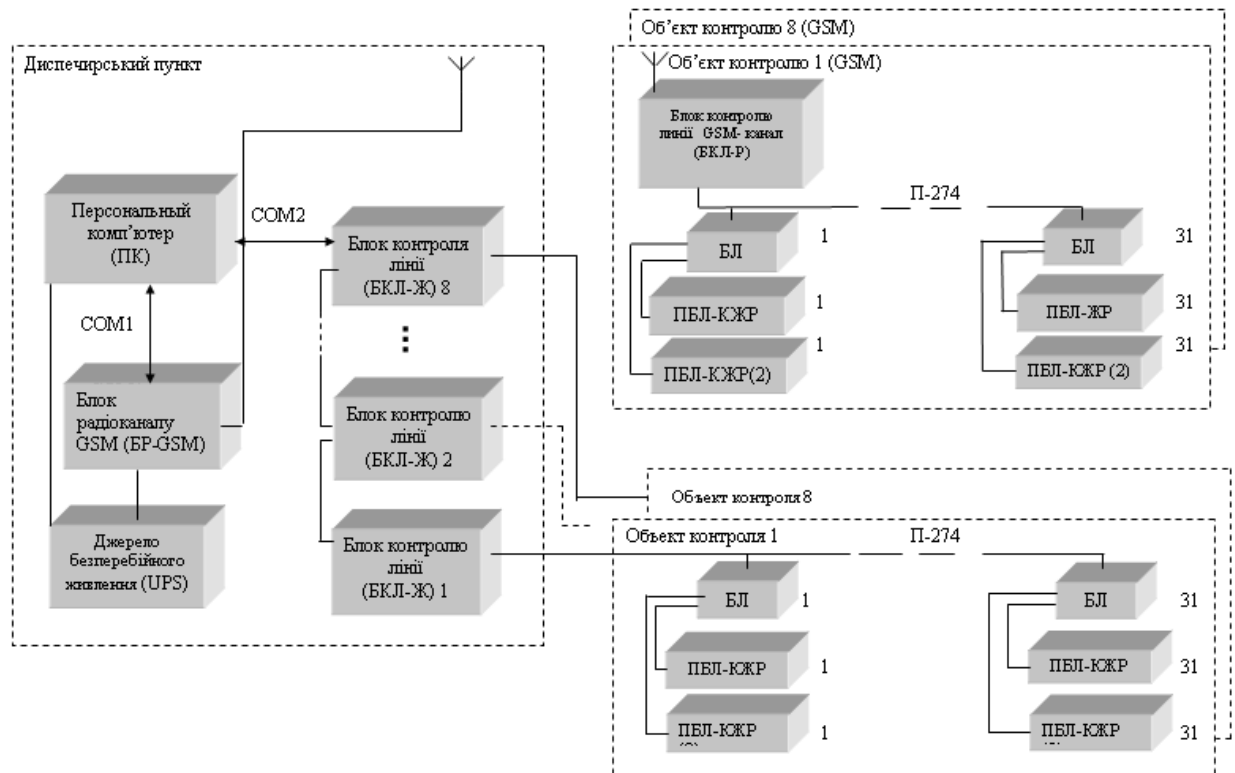 Диспечирський пункт
Персональный
комп’ютер
(ПК)
COM2
COM1
Блок
радіоканалу
GSM (БР-GSM)
Джерело
безперебійного
живлення (UPS)
Блок контроля
лінії
(БКЛ-Ж) 8
...
Блок контролю
лінії
(БКЛ-Ж) 2
Блок контролю
лінії
(БКЛ-Ж) 1
Об’єкт контролю 8 (GSM)
Об’єкт контролю 1 (GSM)
Блок контролю
линиї GSM- канал
(БКЛ-Р)
П-274
БЛ
1
БЛ
31
ПБЛ-КЖР
1
ПБЛ-ЖР
31
ПБЛ-КЖР(2)
1
ПБЛ-КЖР (2)
31
Объект контроля 8
Объект контроля 1
П-274
БЛ
1
БЛ
31
ПБЛ-КЖР
1
ПБЛ-КЖР
31
ПБЛ-КЖР
1
ПБЛ-КЖР
31